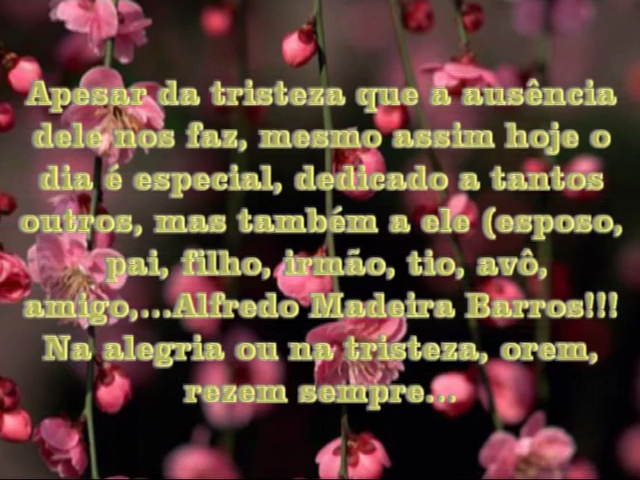 Apesar da tristeza que a ausência
dele nos faz, mesmo assim hoje o
dia é especial, dedicado a tantos
outros, mas também a ele (esposo,
pai, filho, irmão, tio, avô,
amigo,...Alfredo Madeira Barros!!!
Na alegria ou na tristeza, orem,
rezem sempre...